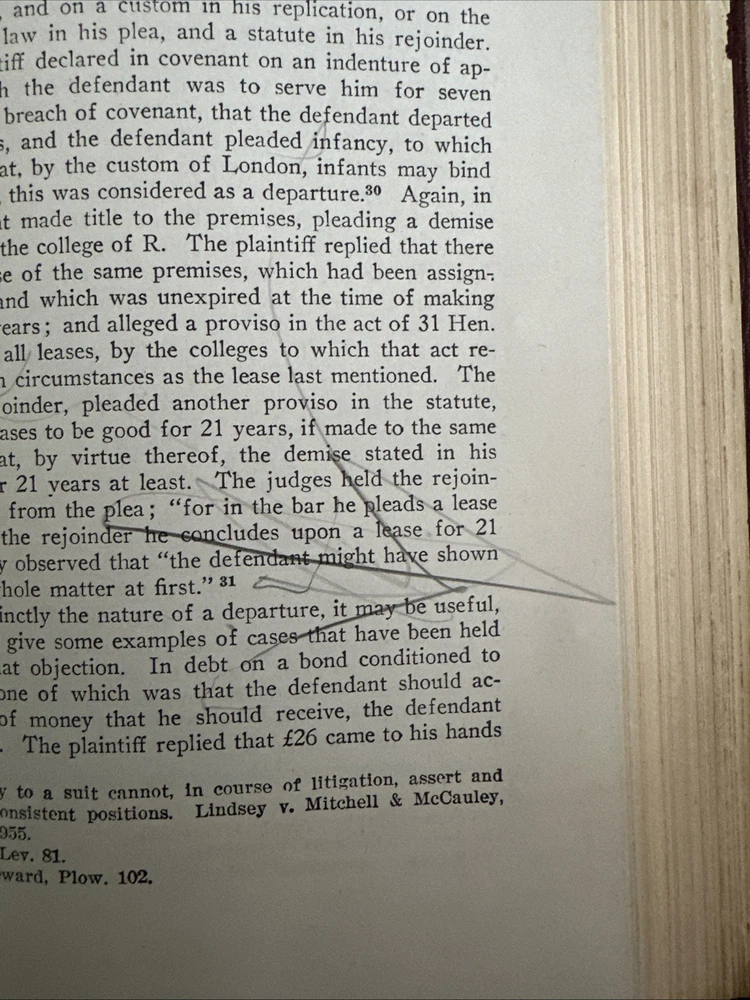 , and on a custom in his replication, or on the
law in his plea, and a statute in his rejoinder.
tiff declared in covenant on an indenture of ap-
h the defendant was to serve him for seven
breach of covenant, that the defendant departed
s, and the defendant pleaded infancy, to which
at, by the custom of London, infants may bind
, this was considered as a departure.30 Again, in
t made title to the premises, pleading a demise
the college of R. The plaintiff replied that there
se of the same premises, which had been assign-
and which was unexpired at the time of making
ears; and alleged a proviso in the act of 31 Hen.
all leases, by the colleges to which that act re-
n circumstances as the lease last mentioned. The
oinder, pleaded another proviso in the statute,
ases to be good for 21 years, if made to the same
at, by virtue thereof, the demise stated in his
r 21 years at least. The judges held the rejoin-
from the plea; “for in the bar he pleads a lease
the rejoinder he concludes upon a lease for 21
y observed that “the defendant might have shown
hole matter at first.” 31
inctly the nature of a departure, it may be useful,
give some examples of cases that have been held
at objection. In debt on a bond conditioned to
one of which was that the defendant should ac-
of money that he should receive, the defendant
. The plaintiff replied that £26 came to his hands
y to a suit cannot, in course of litigation, assert and
onsistent positions. Lindsey v. Mitchell & McCauley,
955.
Lev. 81.
ward, Plow. 102.